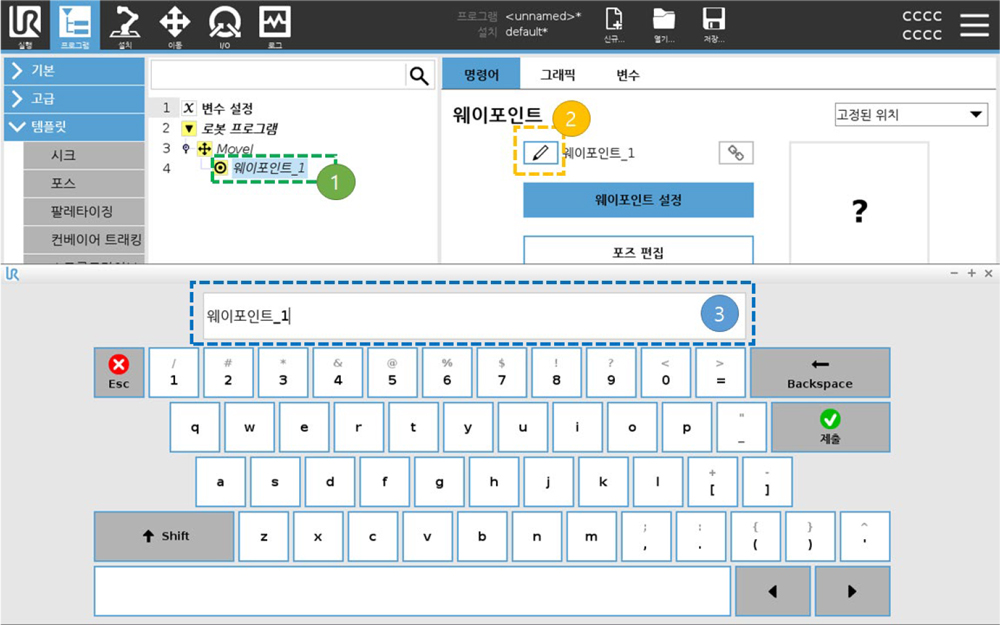 UR
실행
프로그램
설치
이동
I/O
로그
프로그램 <unnamed>*
설치 default*
신규...
열기...
저장...
CCCC
CCCC
기본
고급
템플릿
시크
포스
팔레타이징
컨베이어 트래킹
1 X 변수 설정
2 로봇 프로그램
3 MoveJ
4 웨이포인트_1
1
명령어 그래픽 변수
웨이포인트
2
고정된 위치
웨이포인트_1
웨이포인트 설정
포즈 편집
?
UR
웨이포인트_1
3
Esc
/ # * & @ % $ ! ? < >
1 2 3 4 5 6 7 8 9 0 =
Backspace
q w e r t y u i o p " _
제출
a s d f g h j k l + [ - ]
Shift z x c v b n m ; , : . { ( } ) ^ '